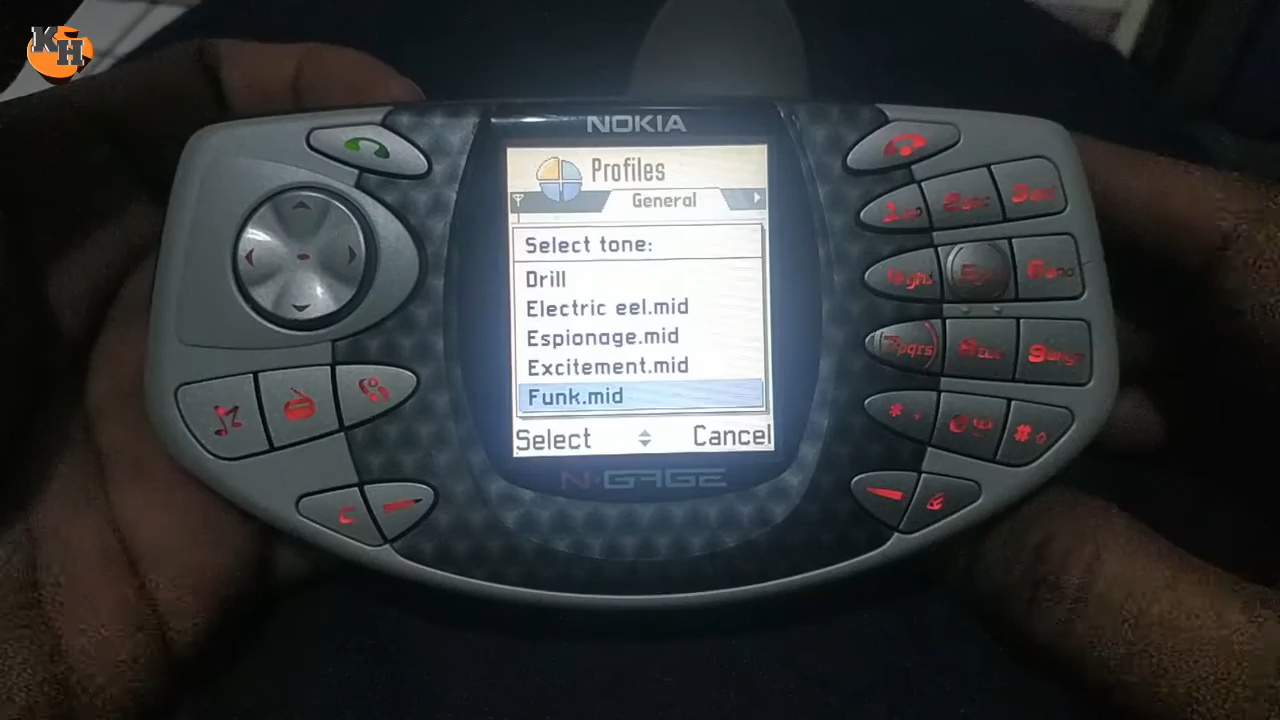 KH
NOKIA
Profiles
General
Select tone:
Drill
Electric eel.mid
Espionage.mid
Excitement.mid
Funk.mid
Select
Cancel
N·GAGE
C
* +
#